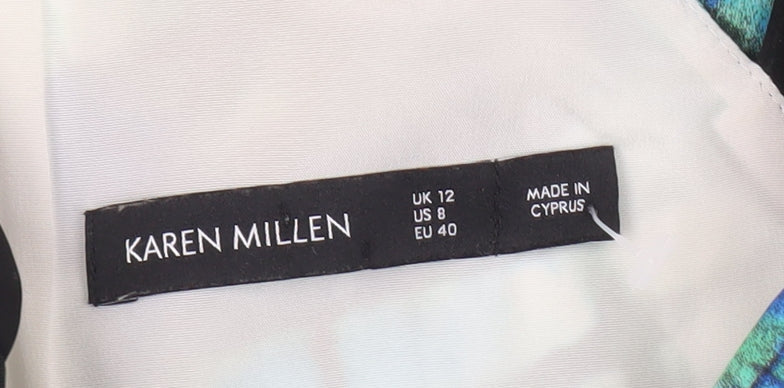 KAREN MILLEN
UK 12
US 8
EU 40
MADE IN
CYPRUS